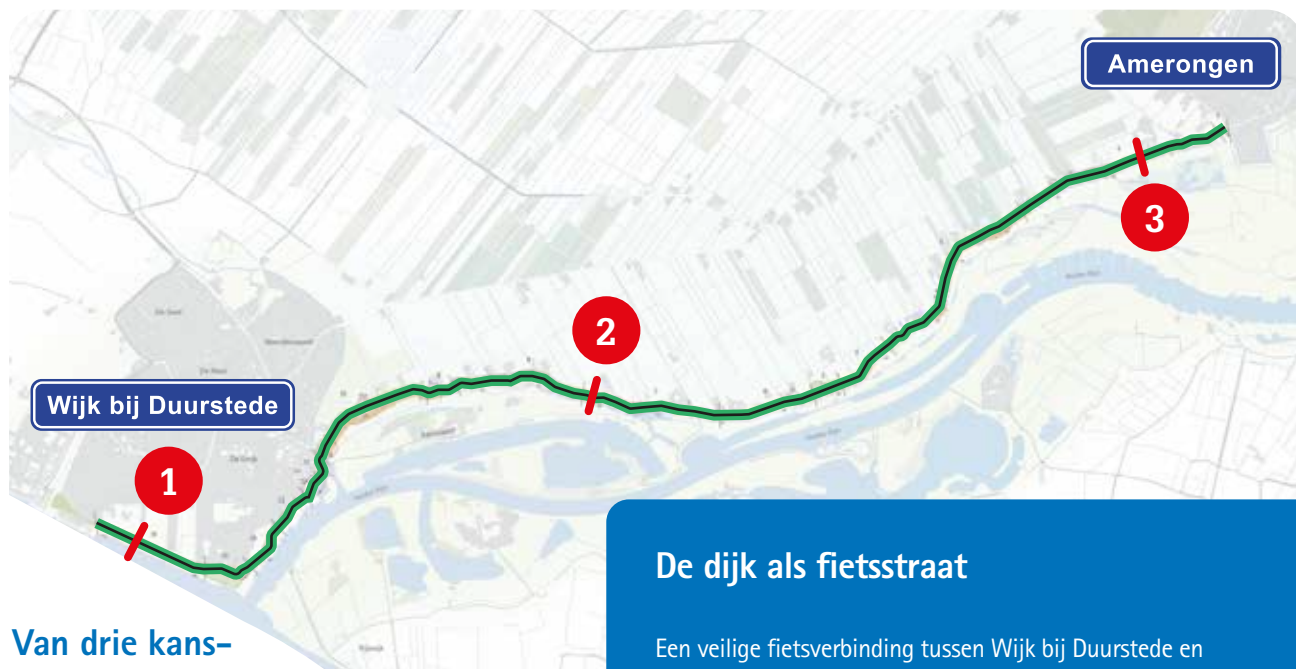 Amerongen
3
2
Wijk bij Duurstede
1
De dijk als fietsstraat
Een veilige fietsverbinding tussen Wijk bij Duurstede en
Van drie kans-